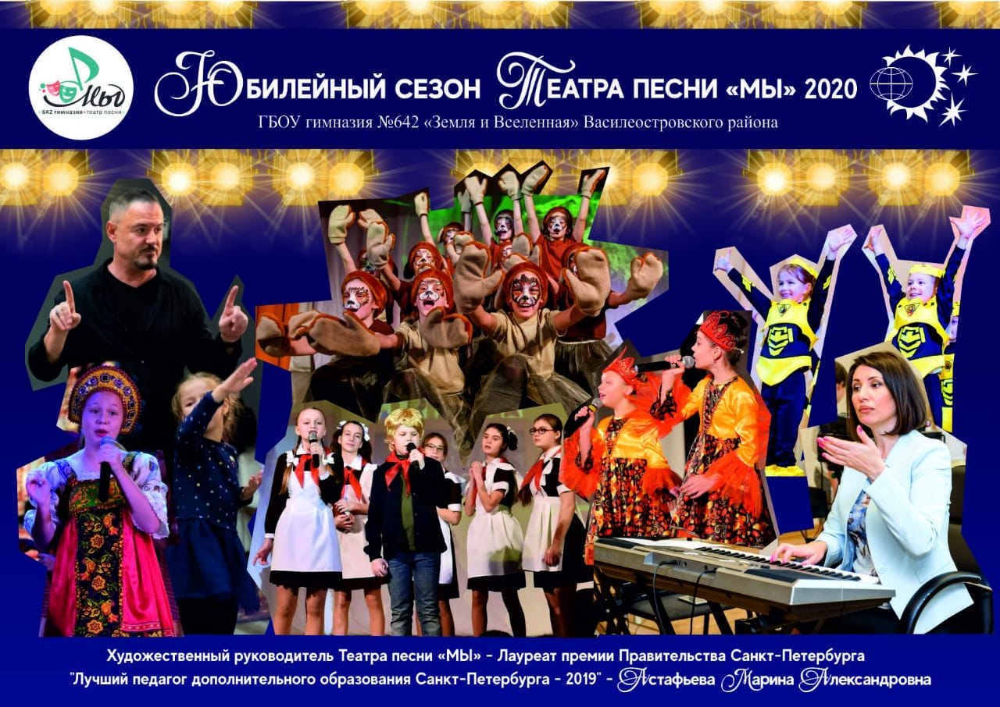 Мы
· 642 гимназия • театр песни ·
Юбилейный сезон Театра песни «МЫ» 2020
ГБОУ гимназия №642 «Земля и Вселенная» Василеостровского района
Художественный руководитель Театра песни «МЫ» – Лауреат премии Правительства Санкт-Петербурга
"Лучший педагог дополнительного образования Санкт-Петербурга – 2019" – Астафьева Марина Александровна